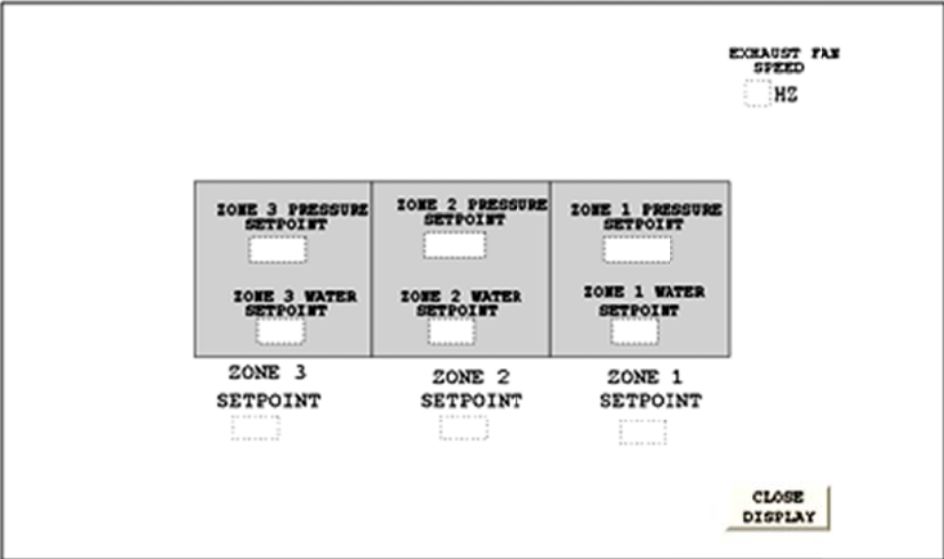 EXHAUST FAN
SPEED
HZ
ZONE 3 PRESSURE
SETPOINT
ZONE 2 PRESSURE
SETPOINT
ZONE 1 PRESSURE
SETPOINT
ZONE 3 WATER
SETPOINT
ZONE 2 WATER
SETPOINT
ZONE 1 WATER
SETPOINT
ZONE 3
SETPOINT
ZONE 2
SETPOINT
ZONE 1
SETPOINT
CLOSE
DISPLAY